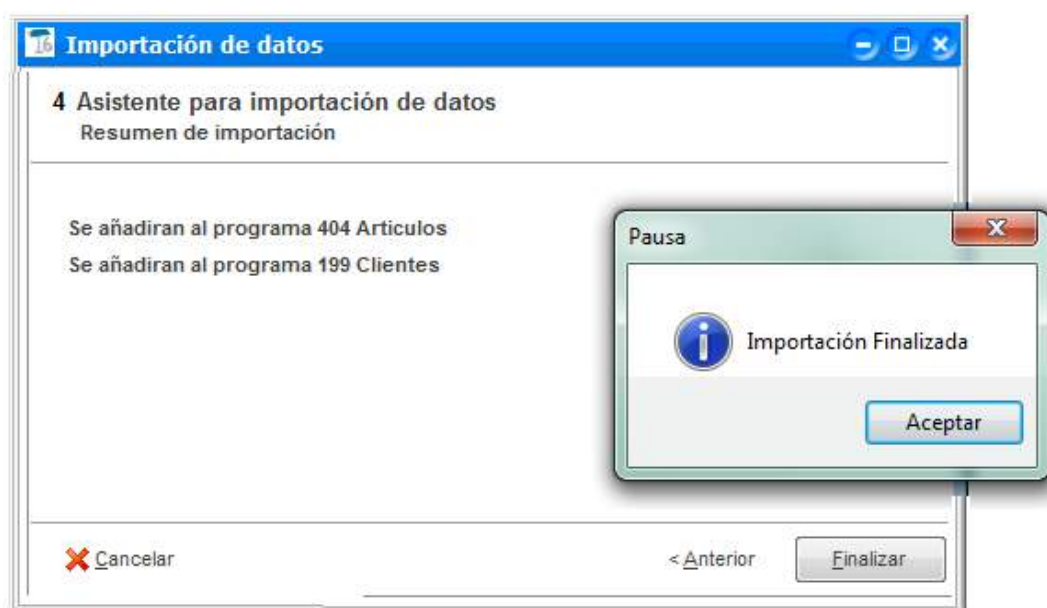 16 Importación de datos
4 Asistente para importación de datos
Resumen de importación
Se añadiran al programa 404 Articulos
Se añadiran al programa 199 Clientes
Pausa
Importación Finalizada
Aceptar
Cancelar
< Anterior
Finalizar